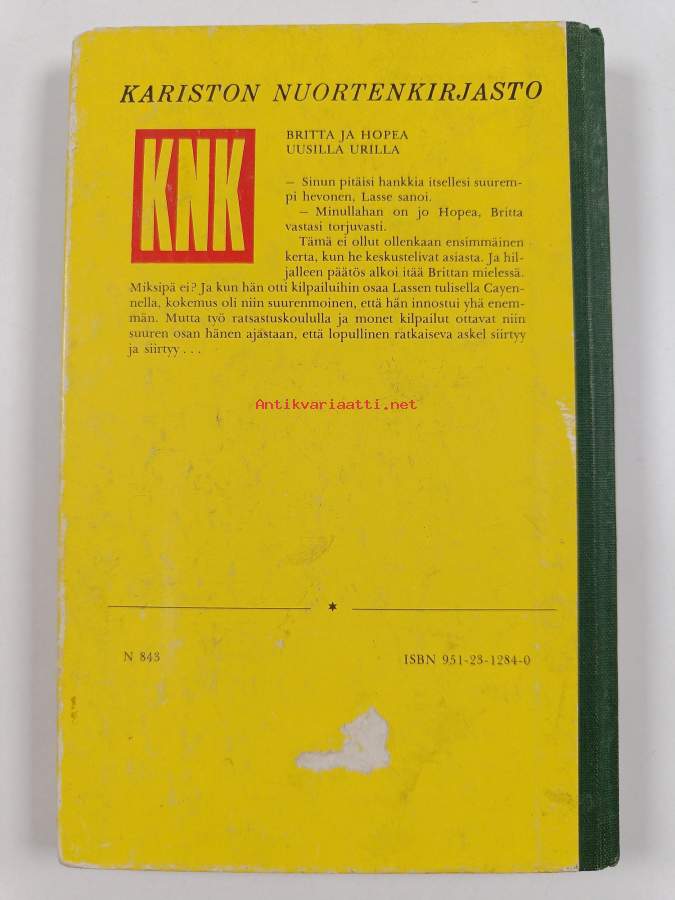 KARISTON NUORTENKIRJASTO
KNK
BRITTA JA HOPEA
UUSILLA URILLA
— Sinun pitäisi hankkia itsellesi suurem-
pi hevonen, Lasse sanoi.
— Minullahan on jo Hopea, Britta
vastasi torjuvasti.
Tämä ei ollut ollenkaan ensimmäinen
kerta, kun he keskustelivat asiasta. Ja hil-
jalleen päätös alkoi itää Brittan mielessä.
Miksipä ei? Ja kun hän otti kilpailuihin osaa Lassen tulisella Cayen-
nella, kokemus oli niin suurenmoinen, että hän innostui yhä enem-
män. Mutta työ ratsastuskoululla ja monet kilpailut ottavat niin
suuren osan hänen ajastaan, että lopullinen ratkaiseva askel siirtyy
ja siirtyy . . .
Antikvariaatti.net
N 843
ISBN 951-23-1284-0